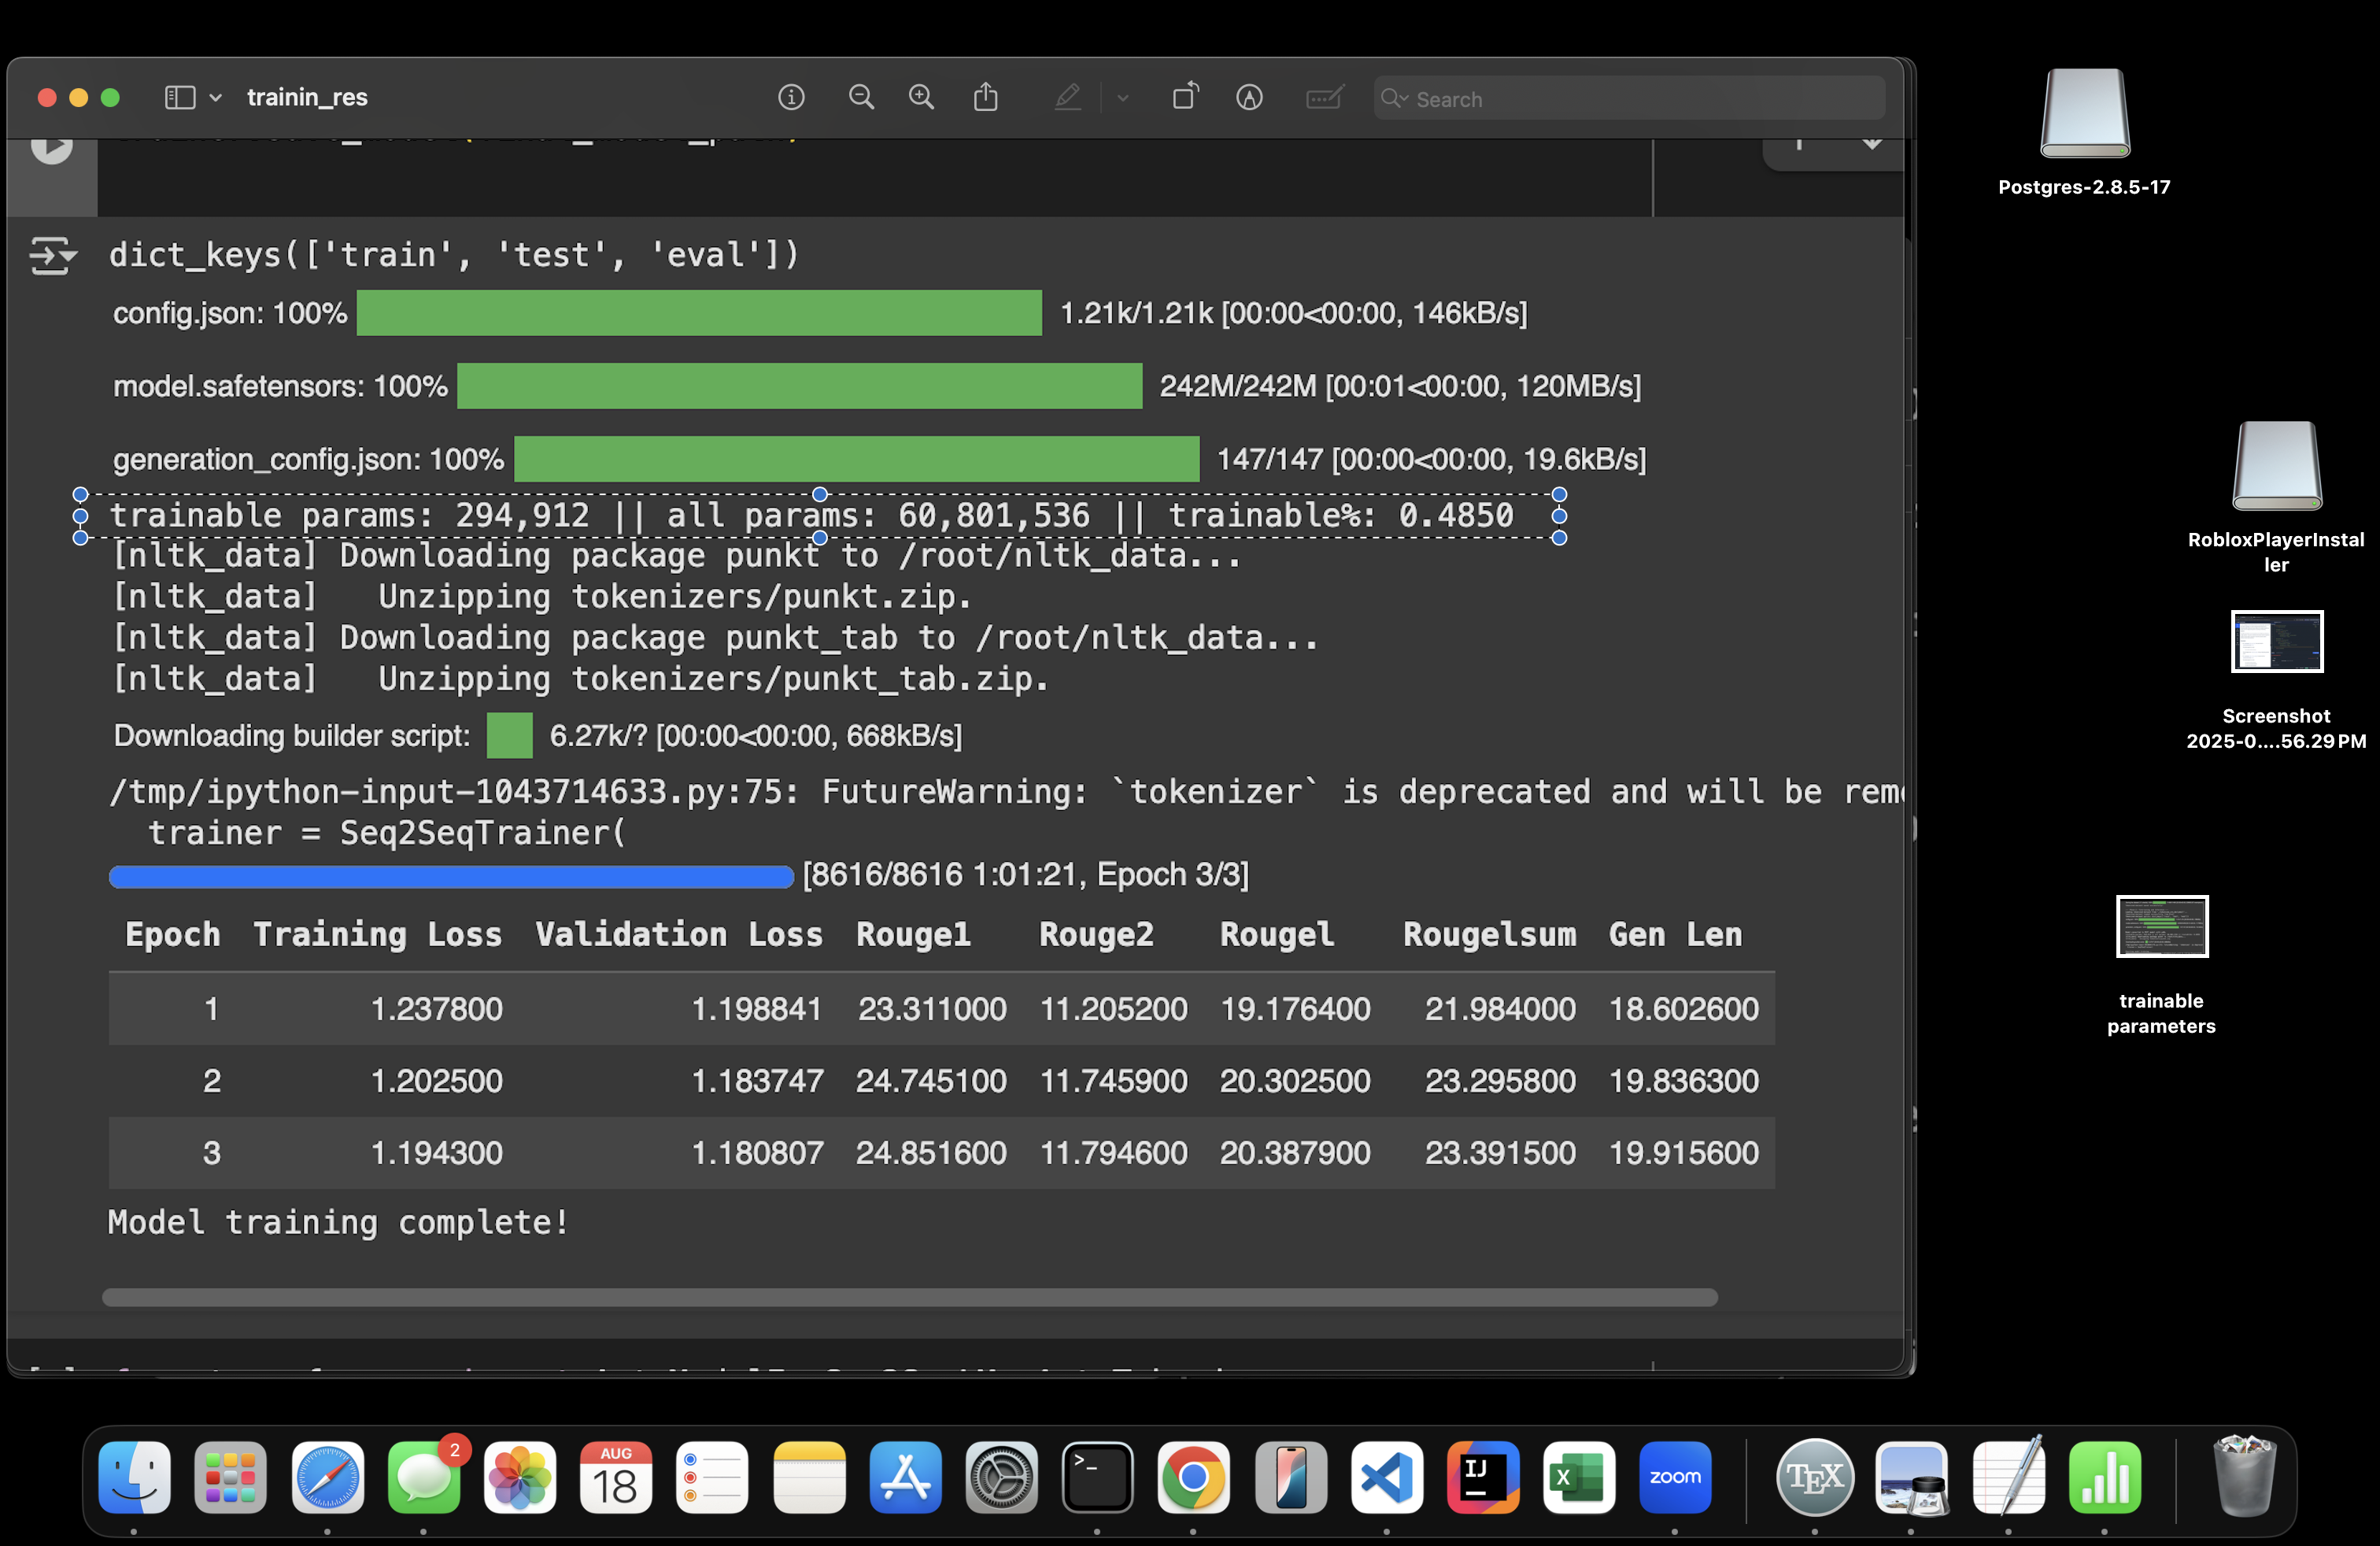 trainin_res
Search
dict_keys(['train', 'test', 'eval'])
config.json: 100% 1.21k/1.21k [00:00<00:00, 146kB/s]
model.safetensors: 100% 242M/242M [00:01<00:00, 120MB/s]
generation_config.json: 100% 147/147 [00:00<00:00, 19.6kB/s]
trainable params: 294,912 || all params: 60,801,536 || trainable%: 0.4850
[nltk_data] Downloading package punkt to /root/nltk_data...
[nltk_data]   Unzipping tokenizers/punkt.zip.
[nltk_data] Downloading package punkt_tab to /root/nltk_data...
[nltk_data]   Unzipping tokenizers/punkt_tab.zip.
Downloading builder script: 6.27k/? [00:00<00:00, 668kB/s]
/tmp/ipython-input-1043714633.py:75: FutureWarning: `tokenizer` is deprecated and will be
  trainer = Seq2SeqTrainer(
[8616/8616 1:01:21, Epoch 3/3]
Epoch Training Loss Validation Loss Rouge1 Rouge2 Rougel Rougelsum Gen Len
1 1.237800 1.198841 23.311000 11.205200 19.176400 21.984000 18.602600
2 1.202500 1.183747 24.745100 11.745900 20.302500 23.295800 19.836300
3 1.194300 1.180807 24.851600 11.794600 20.387900 23.391500 19.915600
Model training complete!
Postgres-2.8.5-17
RobloxPlayerInstal
ler
Screenshot
2025-0....56.29 PM
trainable
parameters
2
AUG
18
>_
IJ
X
zoom
TEX